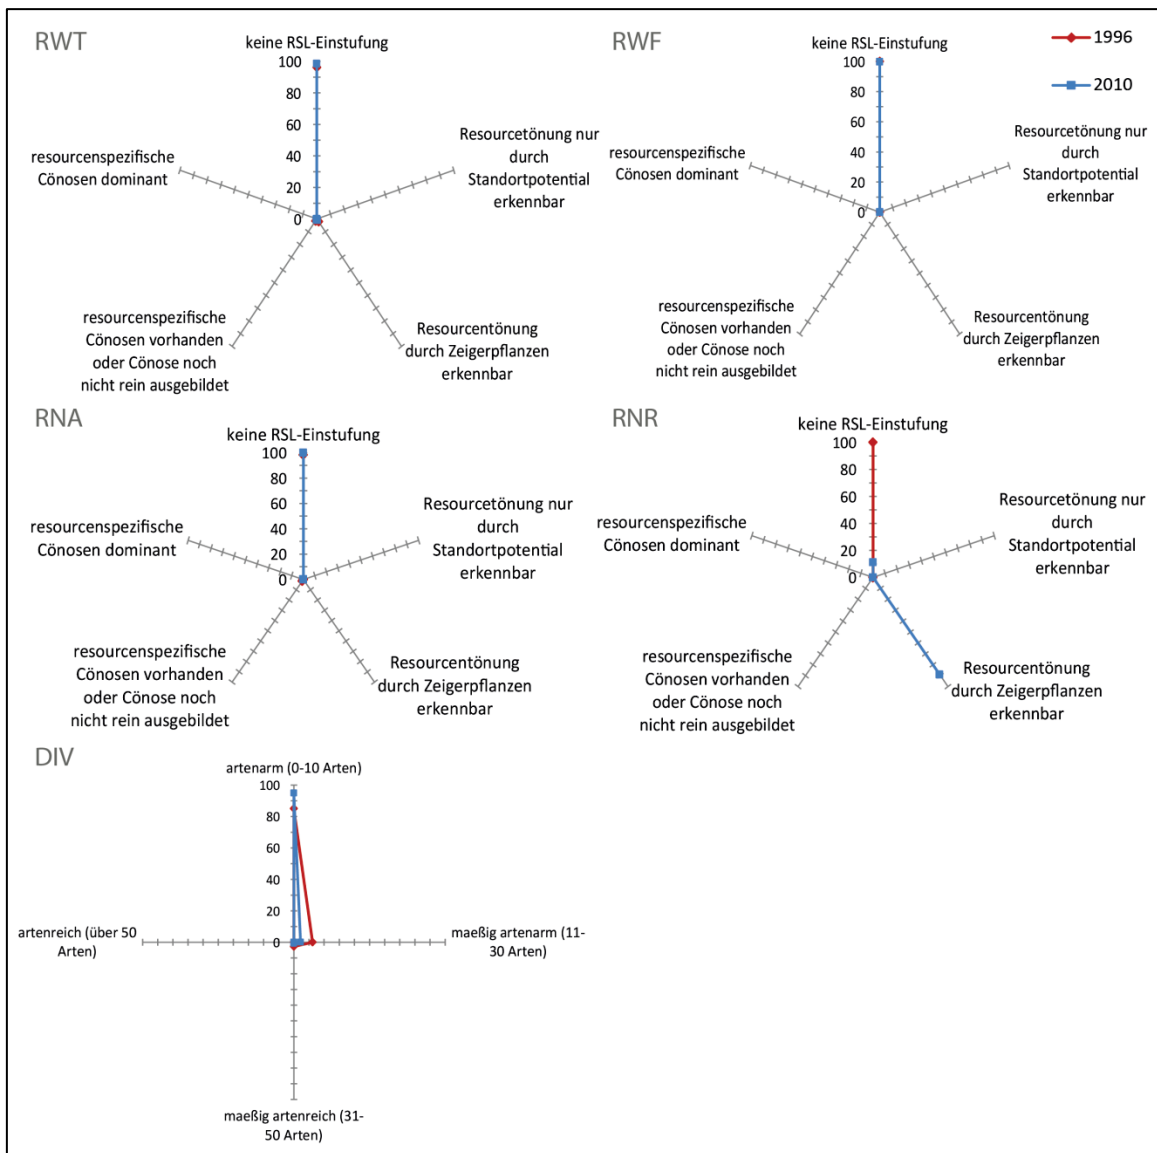 RWT
keine RSL-Einstufung
100
80
60
40
20
0
Resourcetönung nur
durch
Standortpotential
erkennbar
Resourcentönung
durch Zeigerpflanzen
erkennbar
resourcenspezifische
Cönosen vorhanden
oder Cönose noch
nicht rein ausgebildet
resourcenspezifische
Cönosen dominant
RWF
keine RSL-Einstufung
100
80
60
40
20
0
Resourcetönung nur
durch
Standortpotential
erkennbar
Resourcentönung
durch Zeigerpflanzen
erkennbar
resourcenspezifische
Cönosen vorhanden
oder Cönose noch
nicht rein ausgebildet
resourcenspezifische
Cönosen dominant
1996
2010
RNA
keine RSL-Einstufung
100
80
60
40
20
0
Resourcetönung nur
durch
Standortpotential
erkennbar
Resourcentönung
durch Zeigerpflanzen
erkennbar
resourcenspezifische
Cönosen vorhanden
oder Cönose noch
nicht rein ausgebildet
resourcenspezifische
Cönosen dominant
RNR
keine RSL-Einstufung
100
80
60
40
20
0
Resourcetönung nur
durch
Standortpotential
erkennbar
Resourcentönung
durch Zeigerpflanzen
erkennbar
resourcenspezifische
Cönosen vorhanden
oder Cönose noch
nicht rein ausgebildet
resourcenspezifische
Cönosen dominant
DIV
artenarm (0-10 Arten)
100
80
60
40
20
0
maeßig artenarm (11-
30 Arten)
maeßig artenreich (31-
50 Arten)
artenreich (über 50
Arten)